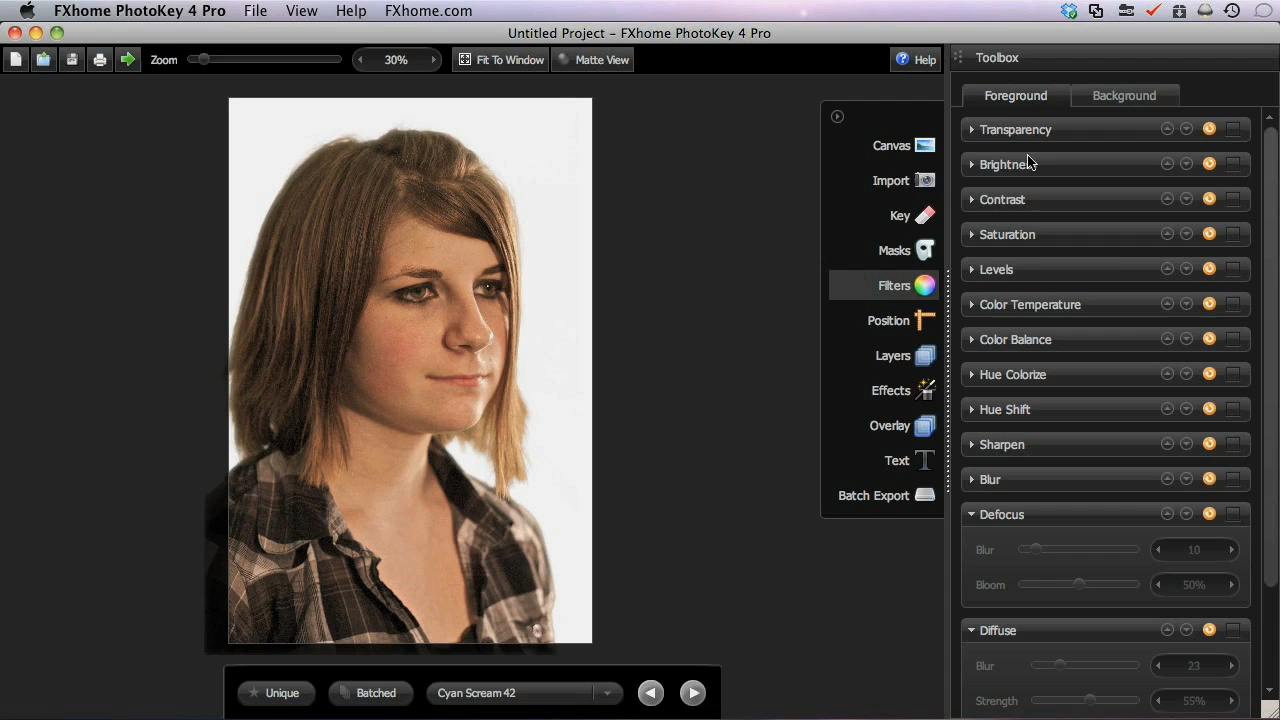 FXhome PhotoKey 4 Pro File View Help FXhome.com
Untitled Project – FXhome PhotoKey 4 Pro
Zoom 30% Fit To Window Matte View ? Help
Toolbox
Foreground Background
Transparency
Brightne
Contrast
Saturation
Levels
Color Temperature
Color Balance
Hue Colorize
Hue Shift
Sharpen
Blur
Defocus
Blur 10
Bloom 50%
Diffuse
Blur 23
Strength 55%
Canvas
Import
Key
Masks
Filters
Position
Layers
Effects
Overlay
Text T
Batch Export
Unique Batched Cyan Scream 42